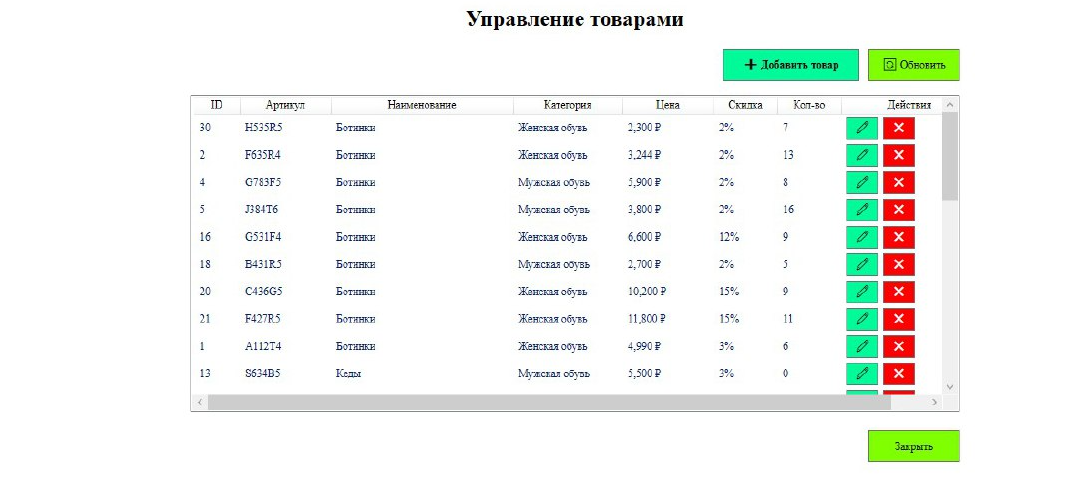 Управление товарами
Добавить товар Обновить
ID Артикул Наименование Категория Цена Скидка Кол-во Действия
30 H535R5 Ботинки Женская обувь 2,300 ₽ 2% 7
2 F635R4 Ботинки Женская обувь 3,244 ₽ 2% 13
4 G783F5 Ботинки Мужская обувь 5,900 ₽ 2% 8
5 J384T6 Ботинки Мужская обувь 3,800 ₽ 2% 16
16 G531F4 Ботинки Женская обувь 6,600 ₽ 12% 9
18 B431R5 Ботинки Мужская обувь 2,700 ₽ 2% 5
20 C436G5 Ботинки Женская обувь 10,200 ₽ 15% 9
21 F427R5 Ботинки Женская обувь 11,800 ₽ 15% 11
1 A112T4 Ботинки Женская обувь 4,990 ₽ 3% 6
13 S634B5 Кеды Мужская обувь 5,500 ₽ 3% 0
Закрыть